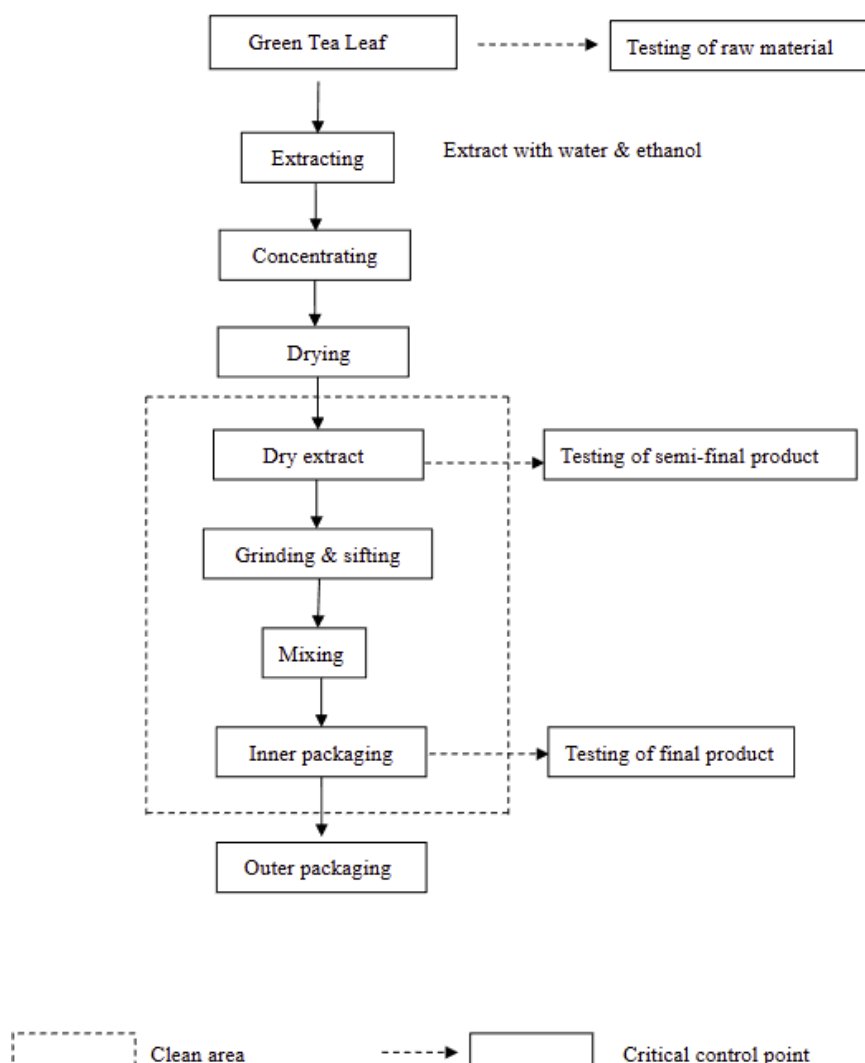 Green Tea Leaf
Testing of raw material
Extracting
Extract with water & ethanol
Concentrating
Drying
Dry extract
Testing of semi-final product
Grinding & sifting
Mixing
Inner packaging
Testing of final product
Outer packaging
Clean area
Critical control point